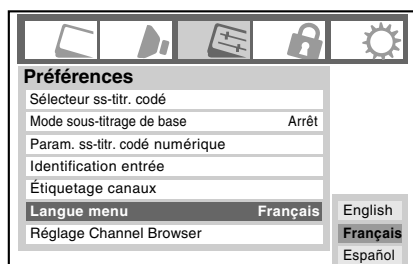 Préférences
Sélecteur ss-titr. codé
Mode sous-titrage de base Arrêt
Param. ss-titr. codé numérique
Identification entrée
Étiquetage canaux
Langue menu Français English
Réglage Channel Browser Français
Español